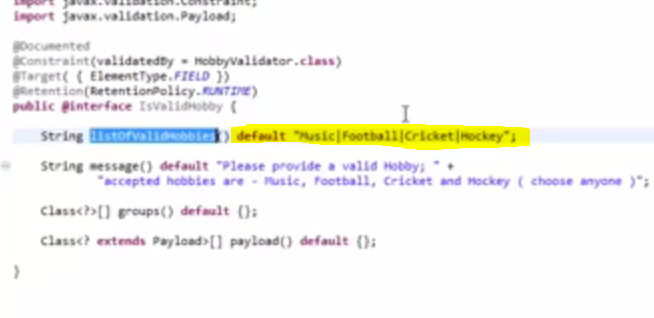 import javax.validation.Constraint;
import javax.validation.Payload;
@Documented
@Constraint(validatedBy = HobbyValidator.class)
@Target( { ElementType.FIELD })
@Retention(RetentionPolicy.RUNTIME)
public @interface IsValidHobby {
String listOfValidHobbies() default "Music|Football|Cricket|Hockey";
String message() default "Please provide a valid Hobby; " +
"accepted hobbies are - Music, Football, Cricket and Hockey ( choose anyone )";
Class<?>[] groups() default {};
Class<? extends Payload>[] payload() default {};
}